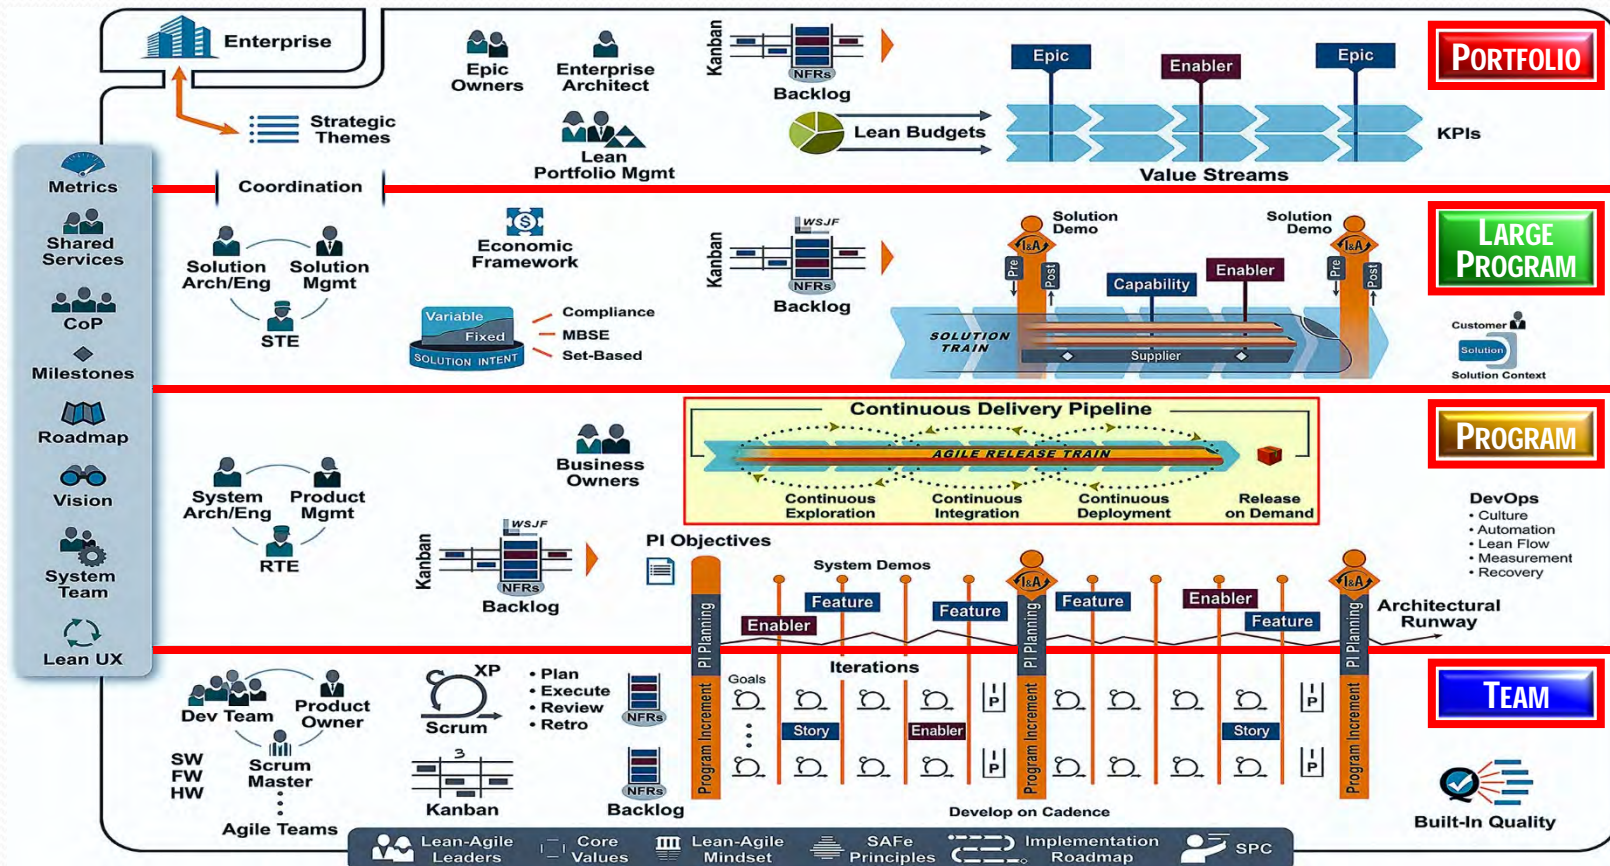 Enterprise
Strategic
Themes
Epic
Owners
Enterprise
Architect
Lean
Portfolio Mgmt
Kanban
NFRs
Backlog
Lean Budgets
Epic
Enabler
Epic
KPIs
Value Streams
PORTFOLIO
Metrics
Shared
Services
CoP
Milestones
Roadmap
Vision
System
Team
Lean UX
Coordination
Solution
Arch/Eng
Solution
Mgmt
STE
Economic
Framework
Variable
Fixed
SOLUTION INTENT
Compliance
MBSE
Set-Based
Kanban
WSJF
NFRs
Backlog
Solution
Demo
I&A
Pre
Post
Capability
Enabler
Solution
Demo
I&A
Pre
Post
SOLUTION
TRAIN
Supplier
LARGE
PROGRAM
Customer
Solution
Solution Context
System
Arch/Eng
Product
Mgmt
RTE
Business
Owners
Kanban
WSJF
NFRs
Backlog
Continuous Delivery Pipeline
AGILE RELEASE TRAIN
Continuous
Exploration
Continuous
Integration
Continuous
Deployment
Release
on Demand
PROGRAM
DevOps
• Culture
• Automation
• Lean Flow
• Measurement
• Recovery
PI Objectives
System Demos
PI Planning
Enabler
Feature
Feature
I&A
PI Planning
Feature
Enabler
Feature
I&A
PI Planning
Architectural
Runway
Dev Team
Product
Owner
Scrum
Master
SW
FW
HW
Agile Teams
XP
Scrum
• Plan
• Execute
• Review
• Retro
3
Kanban
NFRs
NFRs
Backlog
Program Increment
Goals
Iterations
Story
Enabler
I P
I P
Program Increment
Story
I P
I P
Program Increment
Develop on Cadence
TEAM
Built-In Quality
Lean-Agile
Leaders
Core
Values
Lean-Agile
Mindset
SAFe
Principles
Implementation
Roadmap
SPC